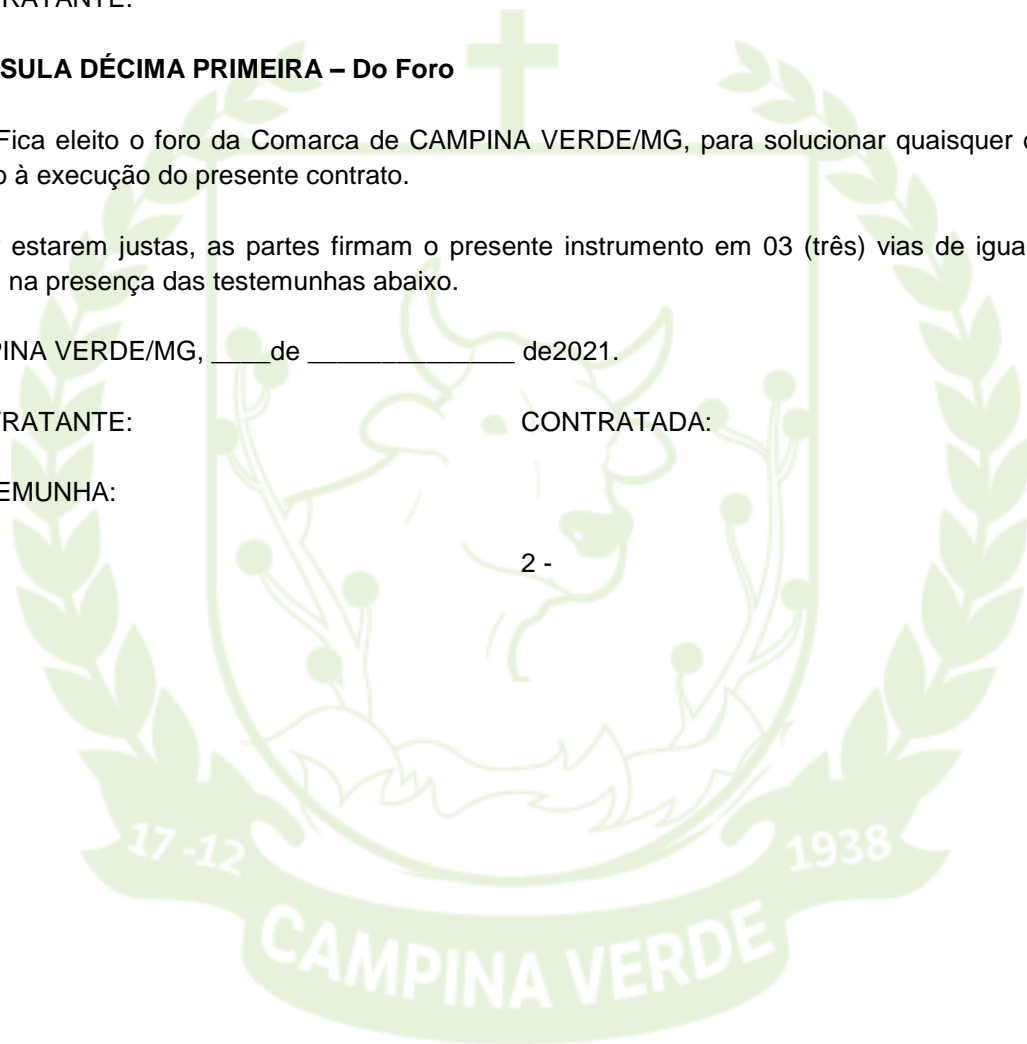 RATANTE:
SULA DÉCIMA PRIMEIRA – Do Foro
Fica eleito o foro da Comarca de CAMPINA VERDE/MG, para solucionar quaisquer
o à execução do presente contrato.
estarem justas, as partes firmam o presente instrumento em 03 (três) vias de igua
na presença das testemunhas abaixo.
PINA VERDE/MG, ____de ______________ de2021.
TRATANTE: CONTRATADA:
EMUNHA:
2 -
17-12 1938
CAMPINA VERDE